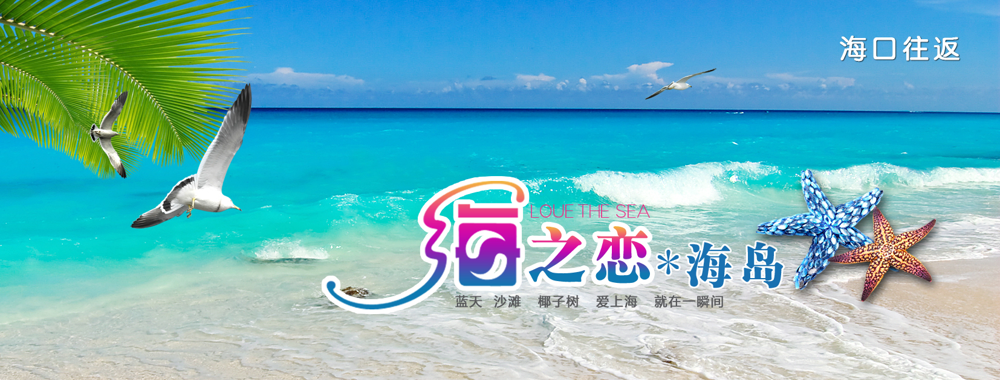 海口往返
LOUE THE SEA
海之恋*海岛
蓝天 沙滩 椰子树 爱上海 就在一瞬间